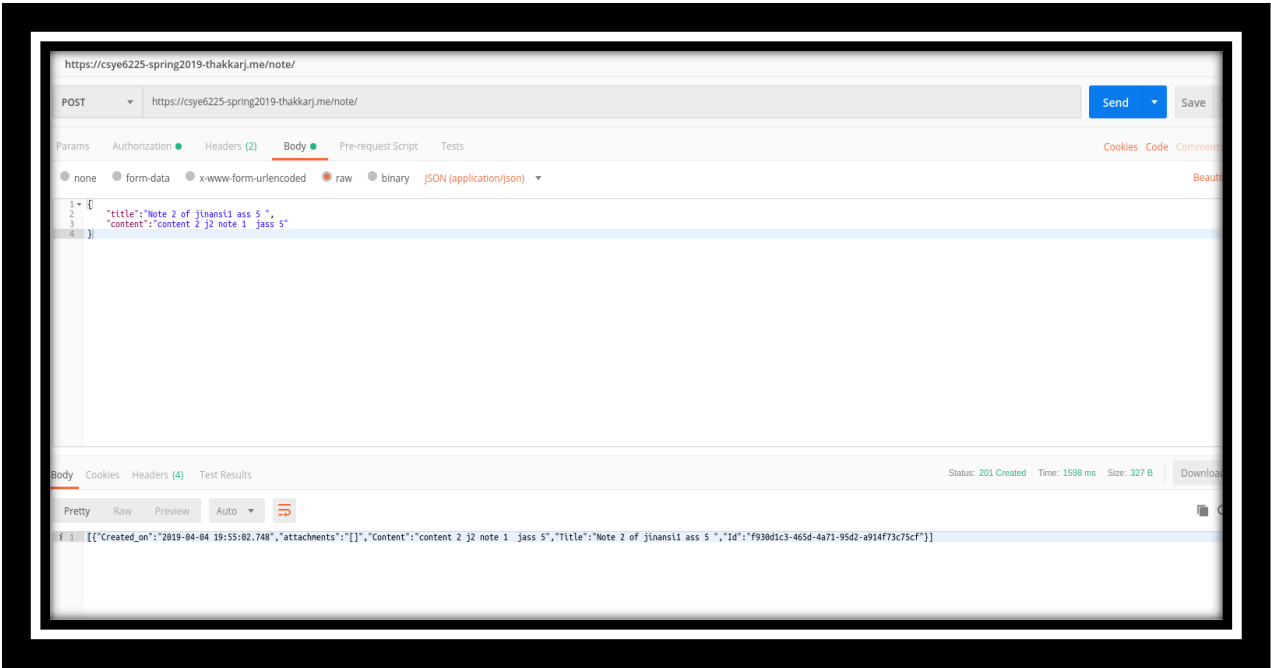 https://csye6225-spring2019-thakkarj.me/note/
POST https://csye6225-spring2019-thakkarj.me/note/ Send Save
Params Authorization Headers (2) Body Pre-request Script Tests Cookies Code Comments
none form-data x-www-form-urlencoded raw binary JSON (application/json) Beauti
1 {
2 "title":"Note 2 of jinansi1 ass 5 ",
3 "content":"content 2 j2 note 1  jass 5"
4 }
Body Cookies Headers (4) Test Results Status: 201 Created Time: 1598 ms Size: 327 B Download
Pretty Raw Preview Auto
i 1 [{"Created_on":"2019-04-04 19:55:02.748","attachments":"[]","Content":"content 2 j2 note 1  jass 5","Title":"Note 2 of jinansi1 ass 5 ","Id":"f930d1c3-465d-4a71-95d2-a914f73c75cf"}]